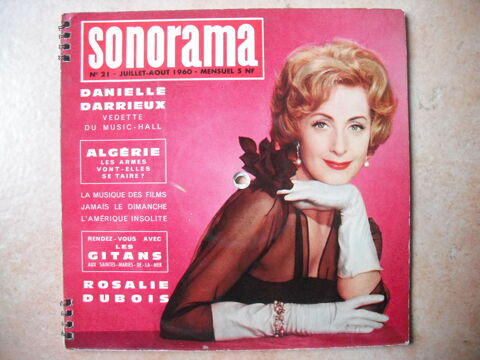 sonorama
N° 21 - JUILLET-AOUT 1960 - MENSUEL 5 NF
DANIELLE
DARRIEUX
VEDETTE
DU MUSIC-HALL
ALGÉRIE
LES ARMES
VONT-ELLES
SE TAIRE ?
LA MUSIQUE DES FILMS
JAMAIS LE DIMANCHE
L'AMÉRIQUE INSOLITE
RENDEZ-VOUS AVEC
LES
GITANS
AUX SAINTES-MARIES-DE-LA-MER
ROSALIE
DUBOIS